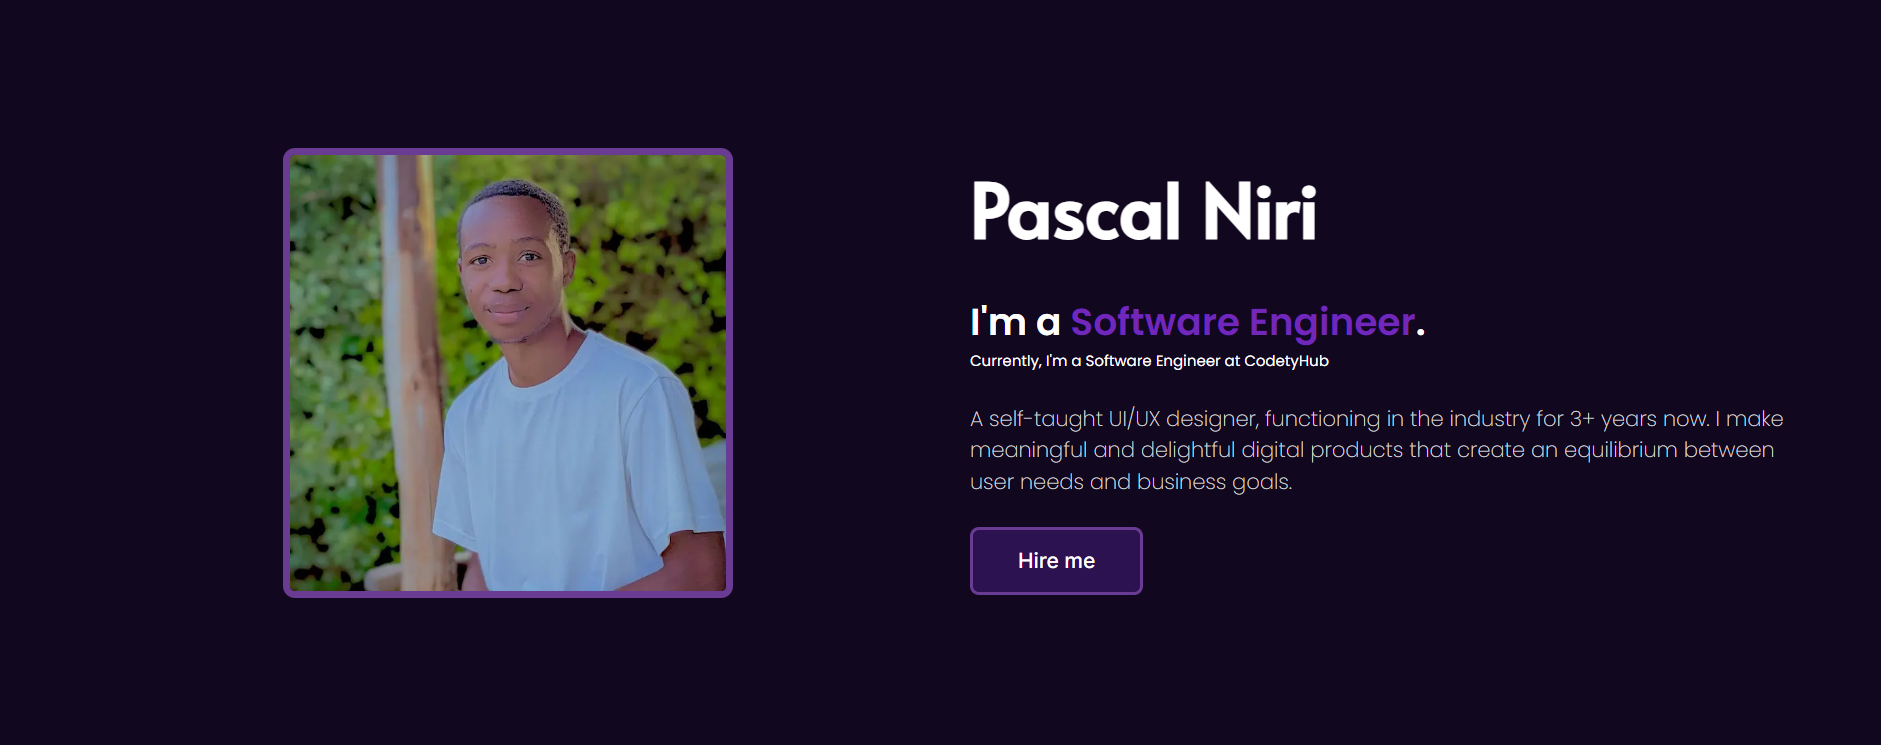 Pascal Niri
I'm a Software Engineer.
Currently, I'm a Software Engineer at CodetyHub
A self-taught UI/UX designer, functioning in the industry for 3+ years now. I make
meaningful and delightful digital products that create an equilibrium between
user needs and business goals.
Hire me